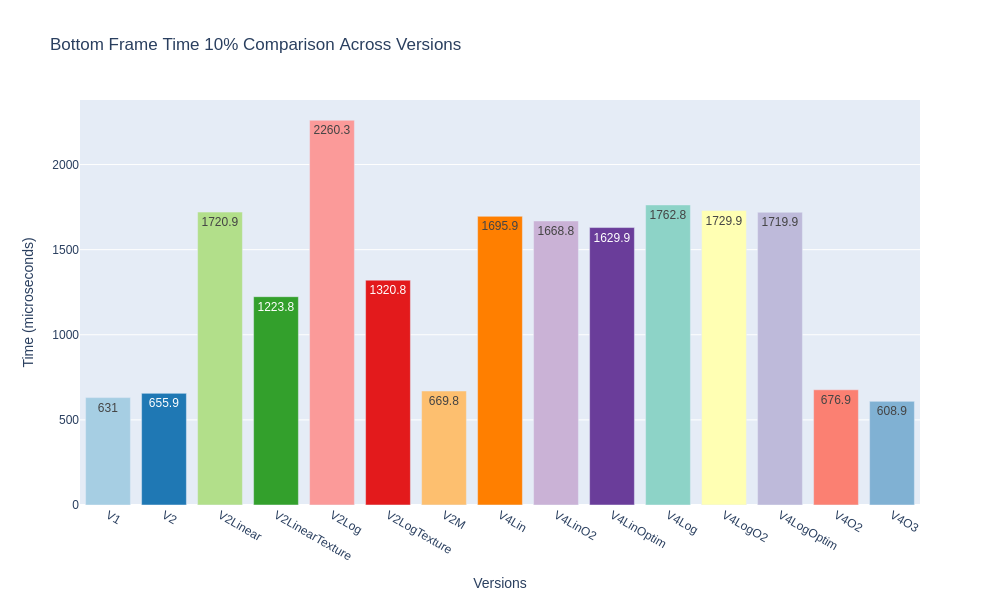 Bottom Frame Time 10% Comparison Across Versions
Time (microseconds)
2000
1500
1000
500
0
631
655.9
1720.9
1223.8
2260.3
1320.8
669.8
1695.9
1668.8
1629.9
1762.8
1729.9
1719.9
676.9
608.9
V1
V2
V2Linear
V2LinearTexture
V2Log
V2LogTexture
V2M
V4Lin
V4LinO2
V4LinOptim
V4Log
V4LogO2
V4LogOptim
V4O2
V4O3
Versions